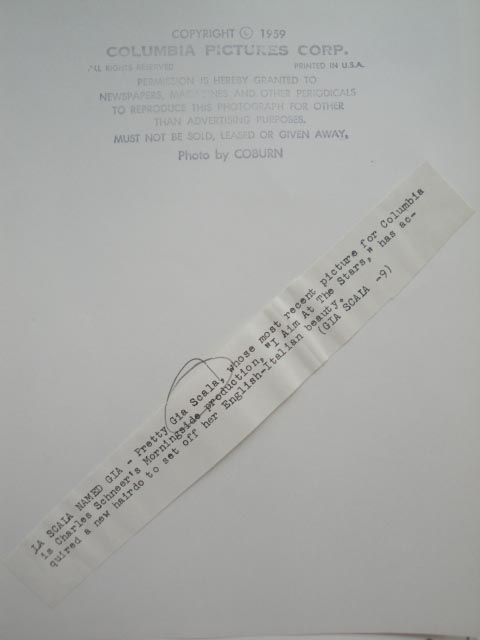 COPYRIGHT © 1959
COLUMBIA PICTURES CORP.
ALL RIGHTS RESERVED PRINTED IN U.S.A.
PERMISSION IS HEREBY GRANTED TO
NEWSPAPERS, MAGAZINES AND OTHER PERIODICALS
TO REPRODUCE THIS PHOTOGRAPH FOR OTHER
THAN ADVERTISING PURPOSES.
MUST NOT BE SOLD, LEASED OR GIVEN AWAY.
Photo by COBURN
LA SCALA NAMED GIA - Pretty Gia Scala, whose most recent picture for Columbia
is Charles Schneer's Morningside production, "I Aim At The Stars," has ac-
quired a new hairdo to set off her English-Italian beauty.
(GIA SCALA -9)